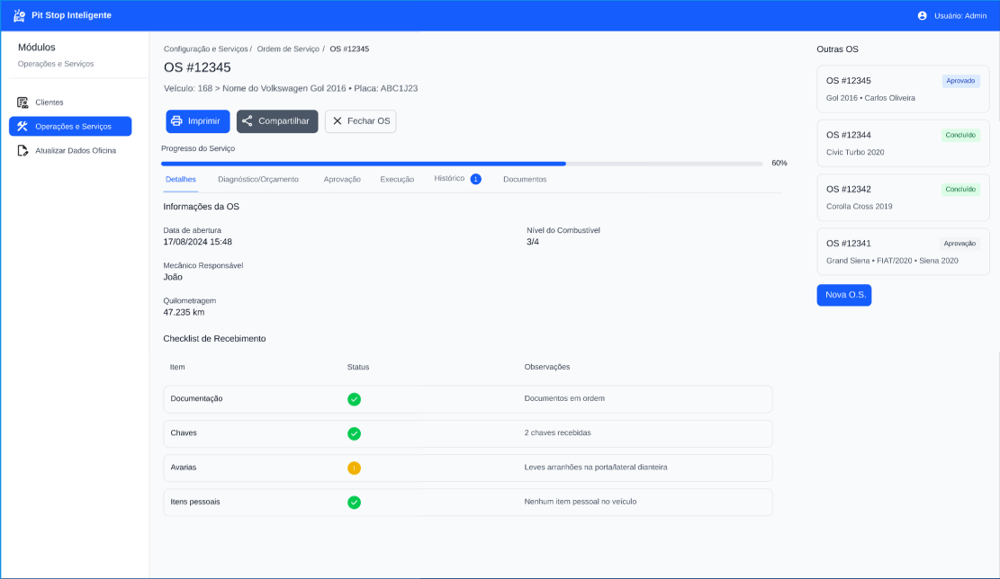 Pit Stop Inteligente
Usuário: Admin
Módulos
Operações e Serviços
Clientes
Operações e Serviços
Atualizar Dados Oficina
Configuração e Serviços / Ordem de Serviço / OS #12345
OS #12345
Veículo: 168 > Nome do Volkswagen Gol 2016 • Placa: ABC1J23
Imprimir
Compartilhar
Fechar OS
Progresso do Serviço
60%
Detalhes
Diagnóstico/Orçamento
Aprovação
Execução
Histórico 1
Documentos
Informações da OS
Data de abertura
17/08/2024 15:48
Nível do Combustível
3/4
Mecânico Responsável
João
Quilometragem
47.235 km
Checklist de Recebimento
Item Status Observações
Documentação Documentos em ordem
Chaves 2 chaves recebidas
Avarias ! Leves arranhões na porta/lateral dianteira
Itens pessoais Nenhum item pessoal no veículo
Outras OS
OS #12345 Aprovado
Gol 2016 • Carlos Oliveira
OS #12344 Concluído
Civic Turbo 2020
OS #12342 Concluído
Corolla Cross 2019
OS #12341 Aprovação
Grand Siena • FIAT/2020 • Siena 2020
Nova O.S.